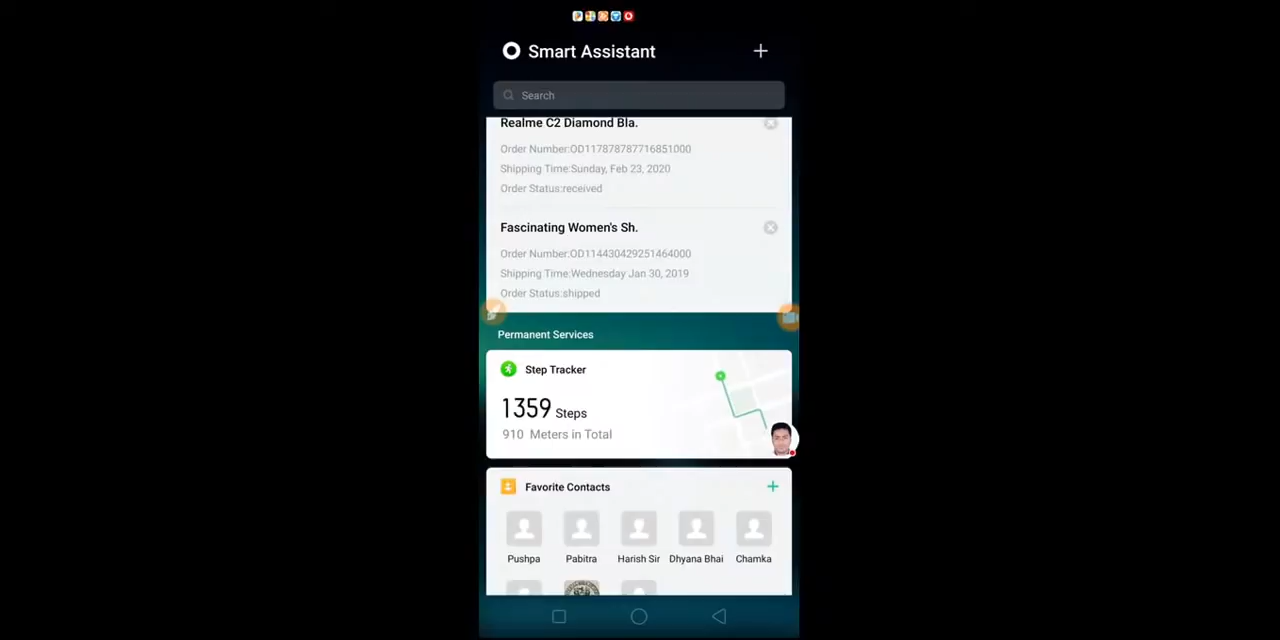 Smart Assistant
Search
Realme C2 Diamond Bla.
Order Number:OD117878787716851000
Shipping Time:Sunday, Feb 23, 2020
Order Status:received
Fascinating Women's Sh.
Order Number:OD114430429251464000
Shipping Time:Wednesday Jan 30, 2019
Order Status:shipped
Permanent Services
Step Tracker
1359 Steps
910 Meters in Total
Favorite Contacts
Pushpa Pabitra Harish Sir Dhyana Bhai Chamka